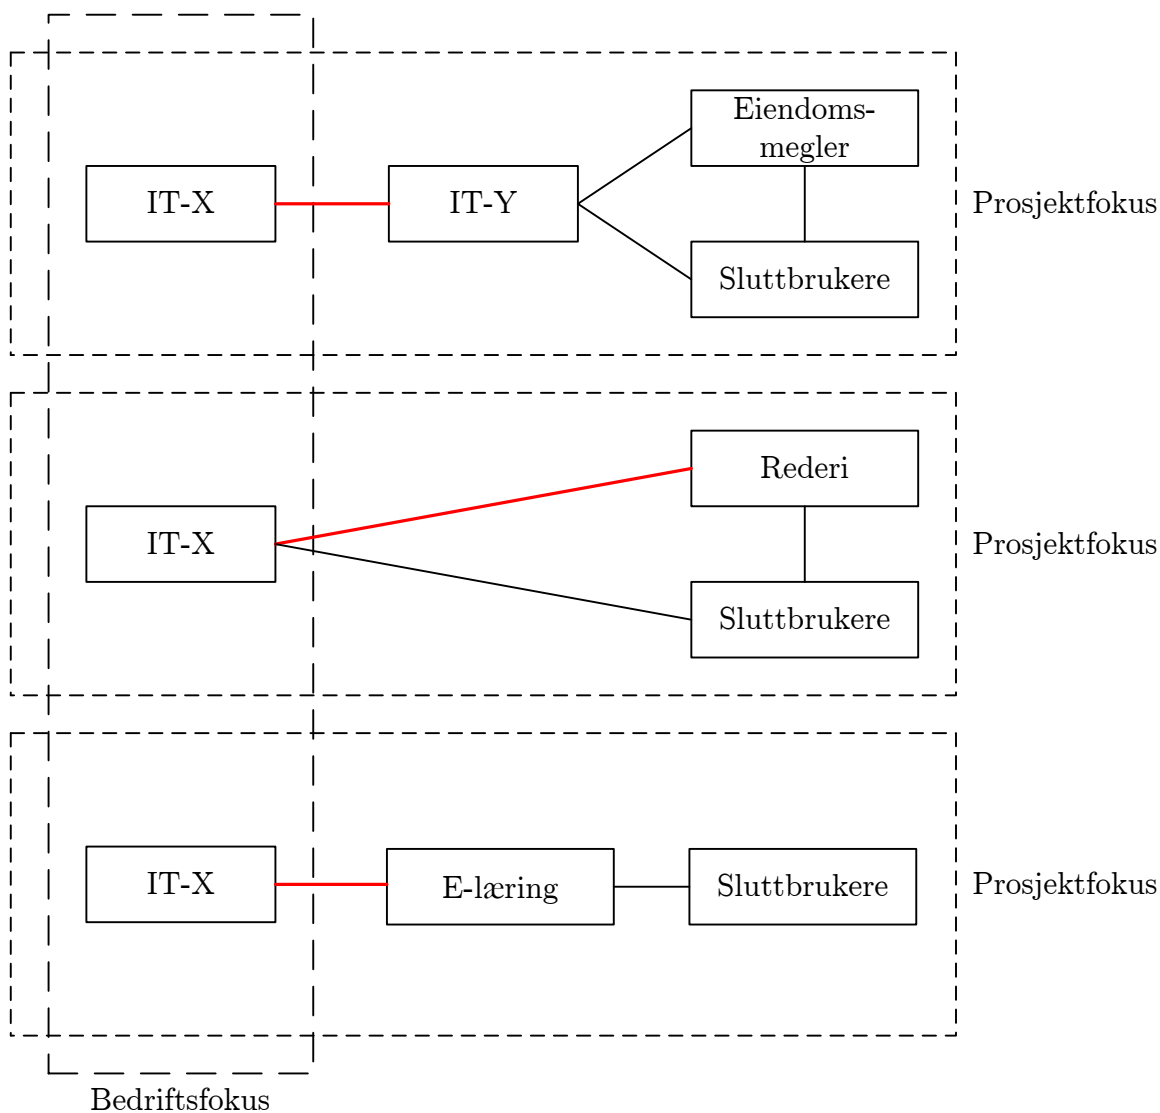 Eiendoms-
megler
IT-X
IT-Y
Prosjektfokus
Sluttbrukere
Rederi
IT-X
Prosjektfokus
Sluttbrukere
IT-X
E-læring
Sluttbrukere
Prosjektfokus
Bedriftsfokus